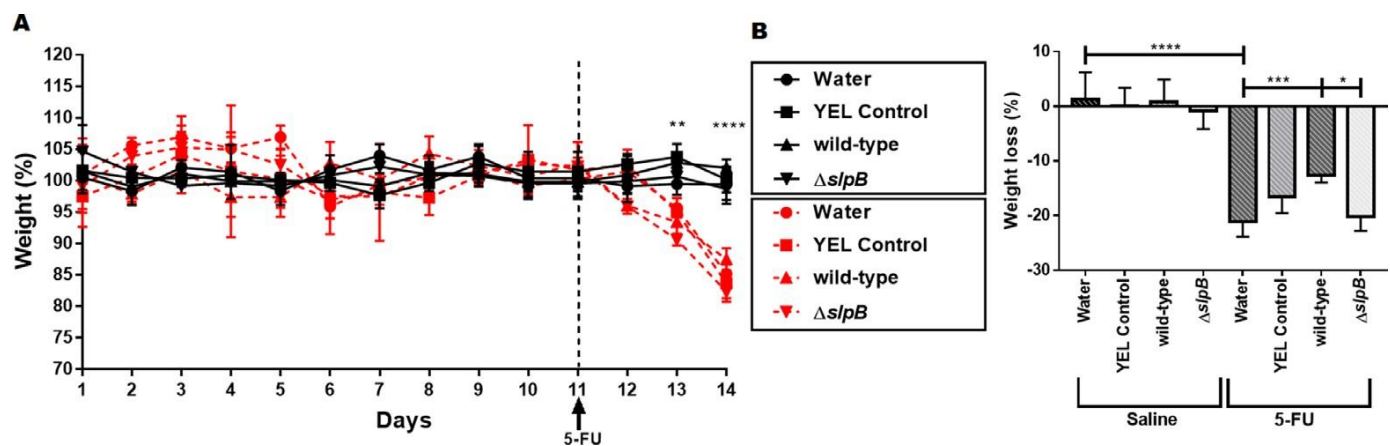 A
120
115
110
105
100
95
90
85
80
75
70
Weight (%)
** ****
1 2 3 4 5 6 7 8 9 10 11 12 13 14
Days
5-FU
Water
YEL Control
wild-type
ΔslpB
Water
YEL Control
wild-type
ΔslpB
B
10
0
-10
-20
-30
Weight loss (%)
****
*** *
Water
YEL Control
wild-type
ΔslpB
Water
YEL Control
wild-type
ΔslpB
Saline 5-FU